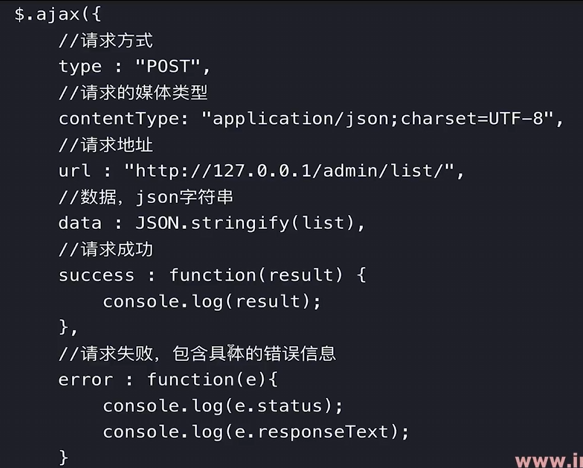 $.ajax({
//请求方式
type : "POST",
//请求的媒体类型
contentType: "application/json;charset=UTF-8",
//请求地址
url : "http://127.0.0.1/admin/list/",
//数据，json字符串
data : JSON.stringify(list),
//请求成功
success : function(result) {
console.log(result);
},
//请求失败，包含具体的错误信息
error : function(e){
console.log(e.status);
console.log(e.responseText);
}